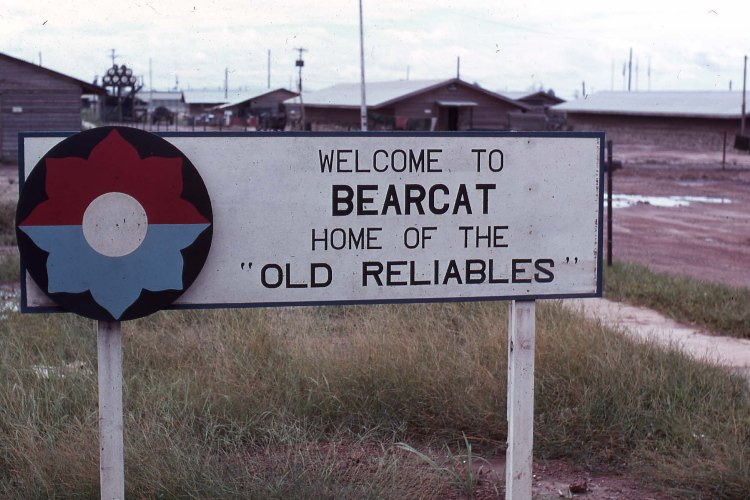 WELCOME TO
BEARCAT
HOME OF THE
"OLD RELIABLES"